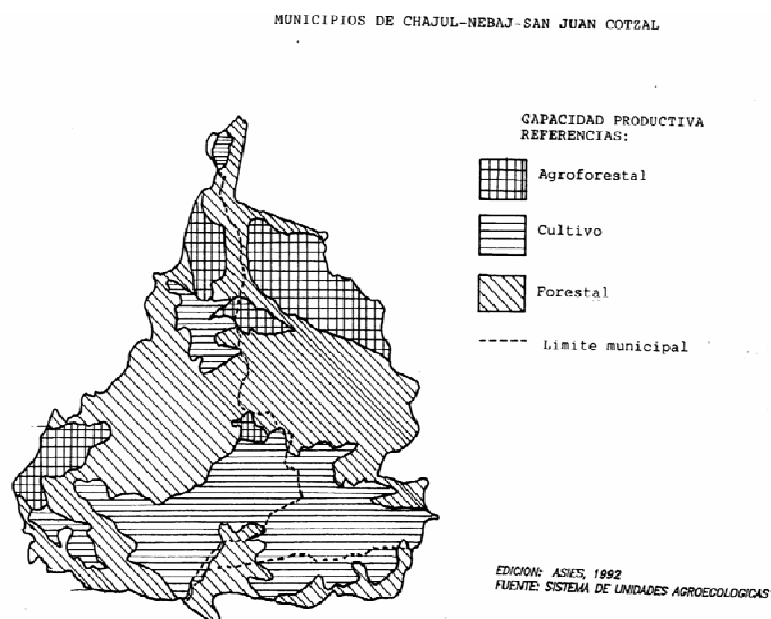 MUNICIPIOS DE CHAJUL-NEBAJ-SAN JUAN COTZAL
CAPACIDAD PRODUCTIVA
REFERENCIAS:
Agroforestal
Cultivo
Forestal
Limite municipal
EDICION: ASIES, 1992
FUENTE: SISTEMA DE UNIDADES AGROECOLOGICAS